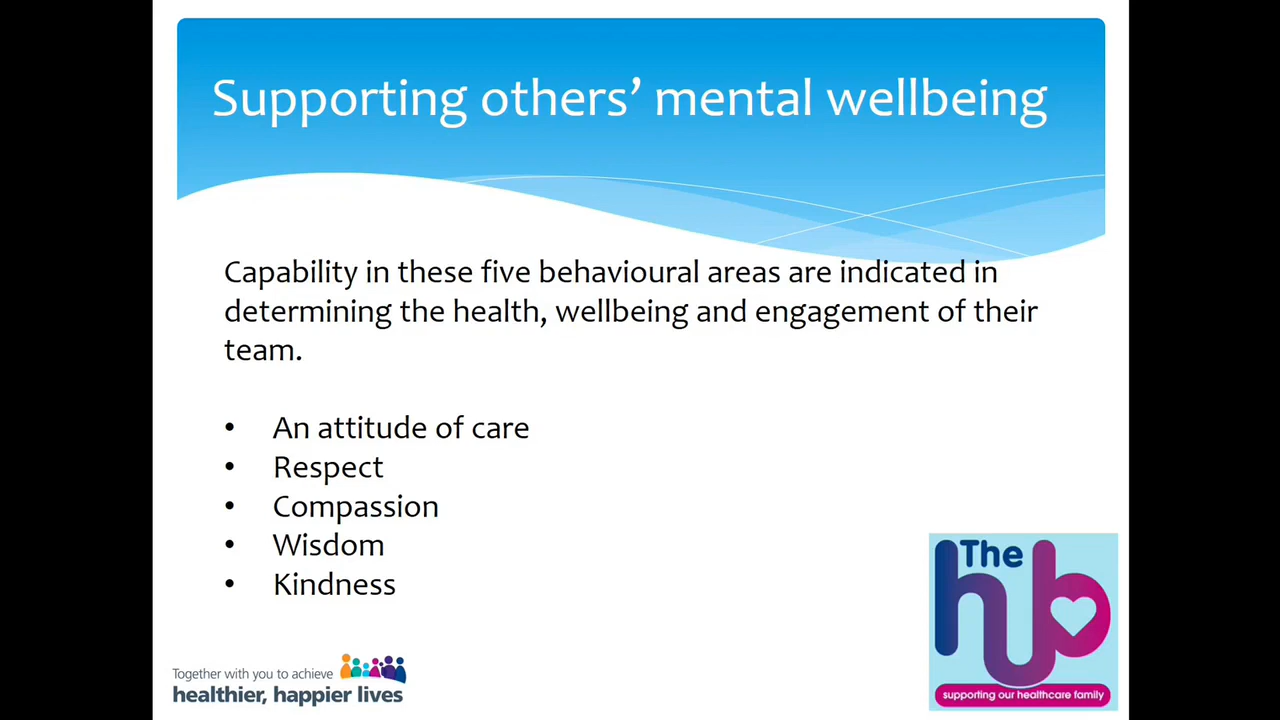 Supporting others’ mental wellbeing
Capability in these five behavioural areas are indicated in
determining the health, wellbeing and engagement of their
team.
• An attitude of care
• Respect
• Compassion
• Wisdom
• Kindness
The
hub
supporting our healthcare family
Together with you to achieve
healthier, happier lives